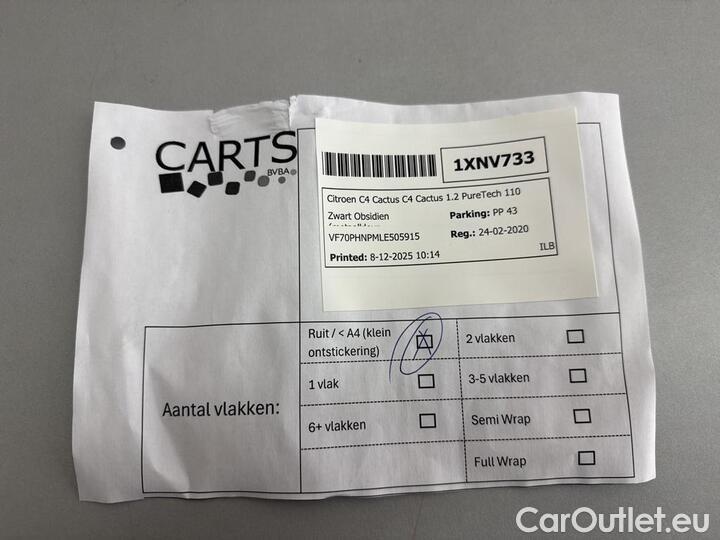 CARTS
BVBA
1XNV733
Citroen C4 Cactus C4 Cactus 1.2 PureTech 110
Zwart Obsidien
Parking: PP 43
VF70PHNPMLE505915
Reg.: 24-02-2020
Printed: 8-12-2025 10:14
ILB
Aantal vlakken:
Ruit / < A4 (klein
ontstickering)
X
2 vlakken
1 vlak
3-5 vlakken
6+ vlakken
Semi Wrap
Full Wrap
CarOutlet.eu